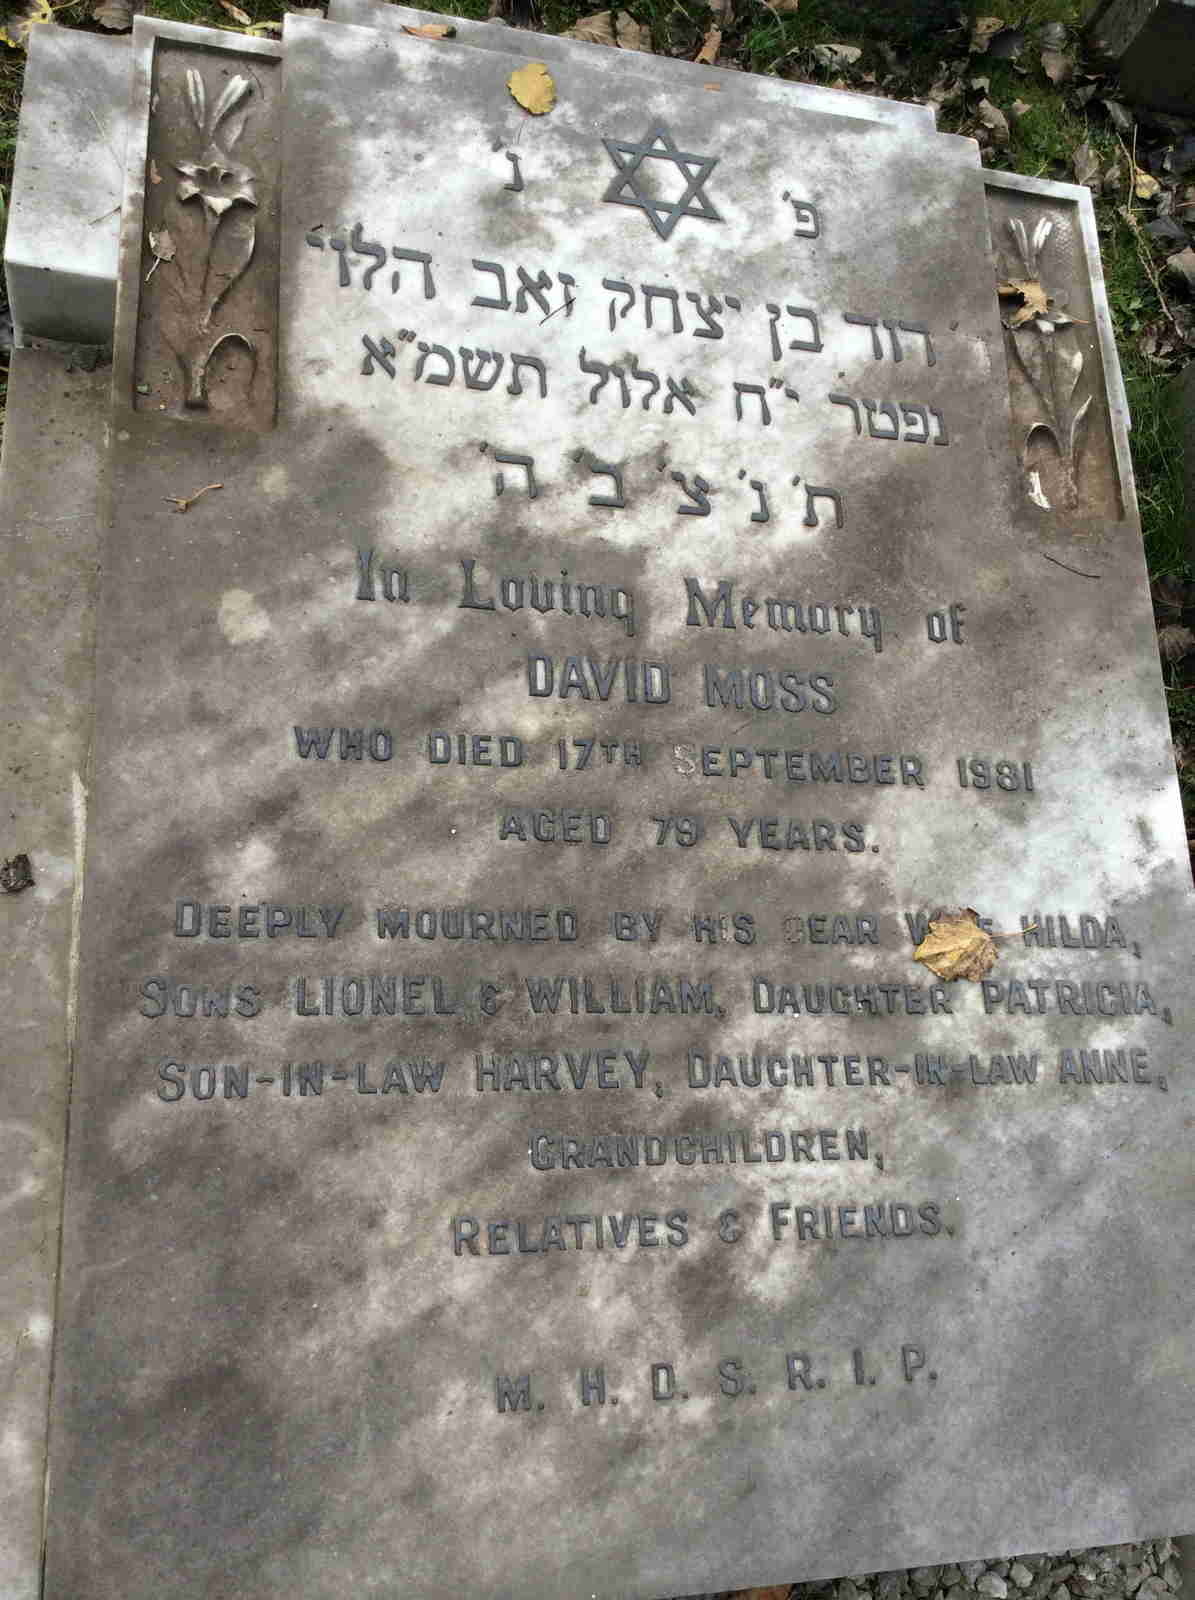 פ׳ נ׳
דוד בן יצחק זאב הלוי
נפטר י״ח אלול תשמ״א
ת׳ נ׳ צ׳ ב׳ ה׳
In Loving Memory of
DAVID MOSS
WHO DIED 17TH SEPTEMBER 1981
AGED 79 YEARS.
DEEPLY MOURNED BY HIS DEAR WIFE HILDA,
SONS LIONEL & WILLIAM, DAUGHTER PATRICIA,
SON-IN-LAW HARVEY, DAUGHTER-IN-LAW ANNE,
GRANDCHILDREN,
RELATIVES & FRIENDS.
M. H. D. S. R. I. P.